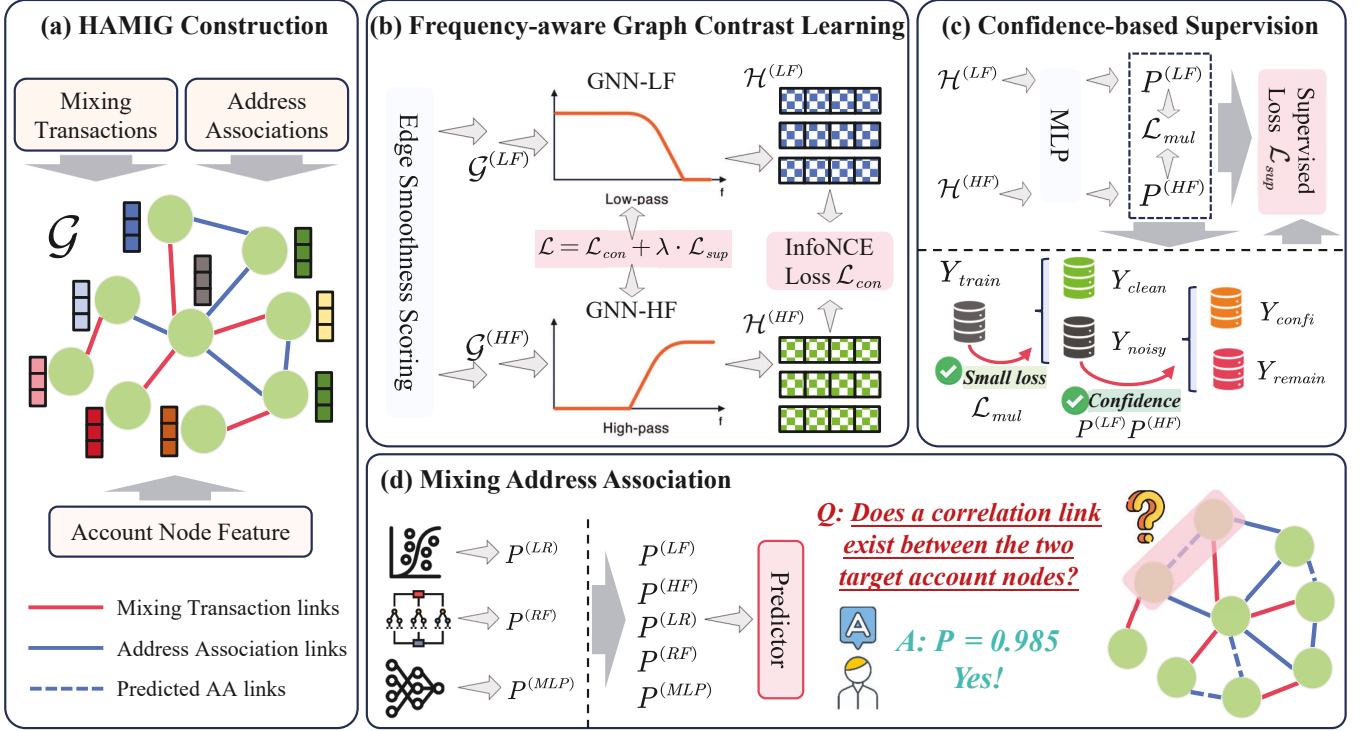 (a) HAMIG Construction
Mixing
Transactions
Address
Associations
𝒢
Account Node Feature
Mixing Transaction links
Address Association links
Predicted AA links
(b) Frequency-aware Graph Contrast Learning
Edge Smoothness Scoring
𝒢^(LF)
𝒢^(HF)
GNN-LF
f
Low-pass
ℒ = ℒ_con + λ · ℒ_sup
GNN-HF
f
High-pass
ℋ^(LF)
InfoNCE
Loss ℒ_con
ℋ^(HF)
(c) Confidence-based Supervision
ℋ^(LF)
ℋ^(HF)
MLP
P^(LF)
ℒ_mul
P^(HF)
Supervised
Loss ℒ_sup
Y_train
Small loss
ℒ_mul
Y_clean
Y_noisy
Confidence
P^(LF) P^(HF)
Y_confi
Y_remain
(d) Mixing Address Association
P^(LR)
P^(RF)
P^(MLP)
P^(LF)
P^(HF)
P^(LR)
P^(RF)
P^(MLP)
Predictor
Q: Does a correlation link
exist between the two
target account nodes?
A
A: P = 0.985
Yes!
?